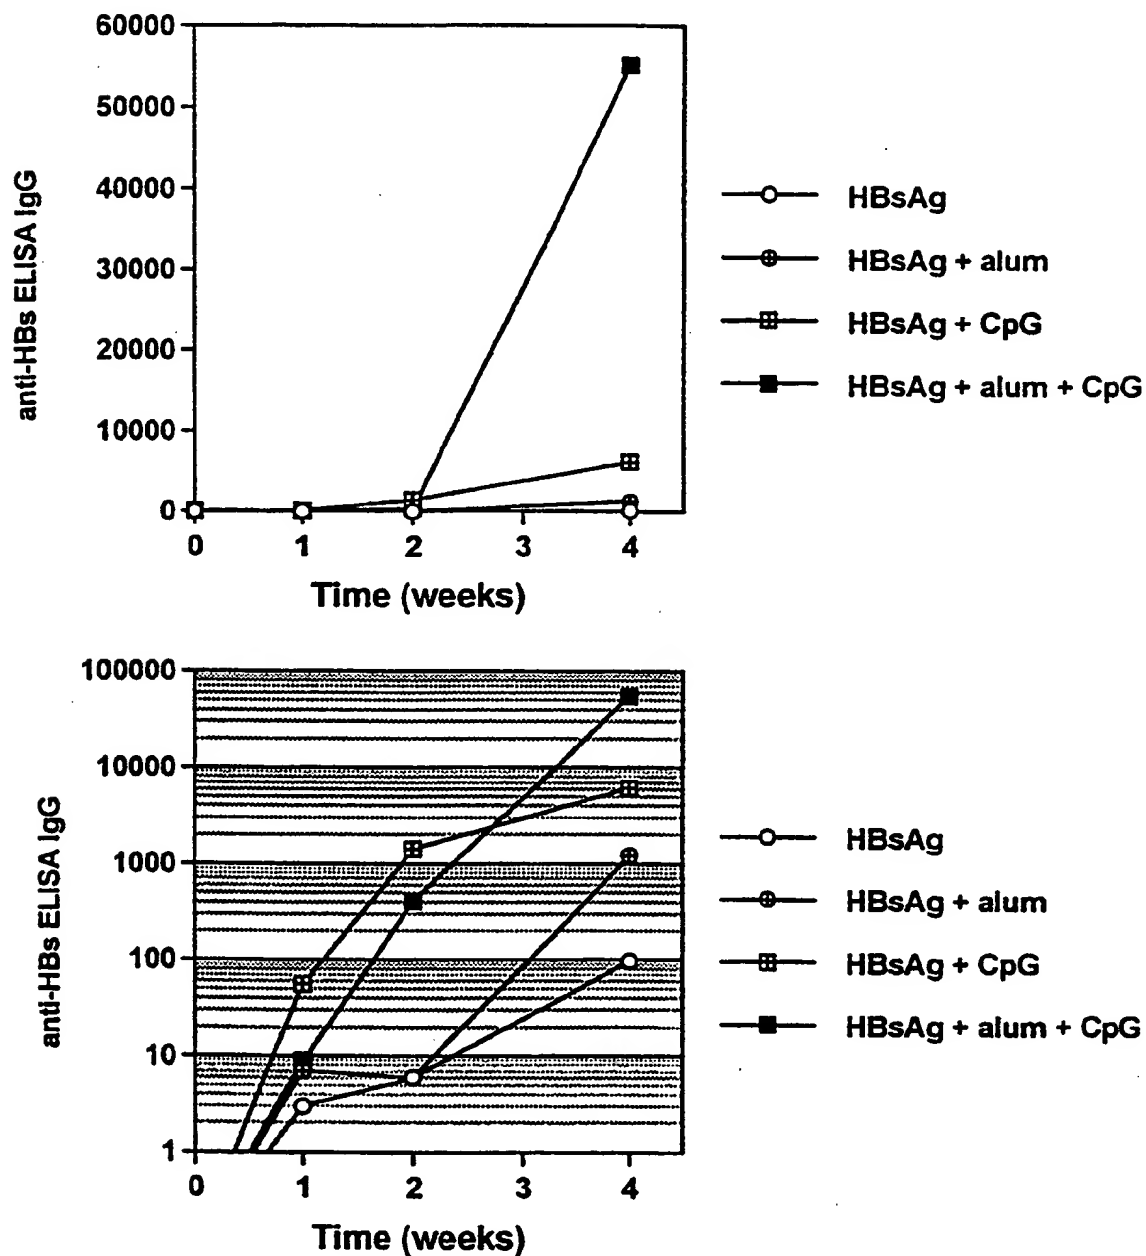 60000
50000
40000
30000
20000
10000
0
anti-HBs ELISA IgG
0 1 2 3 4
Time (weeks)
HBsAg
HBsAg + alum
HBsAg + CpG
HBsAg + alum + CpG
100000
10000
1000
100
10
1
anti-HBs ELISA IgG
0 1 2 3 4
Time (weeks)
HBsAg
HBsAg + alum
HBsAg + CpG
HBsAg + alum + CpG